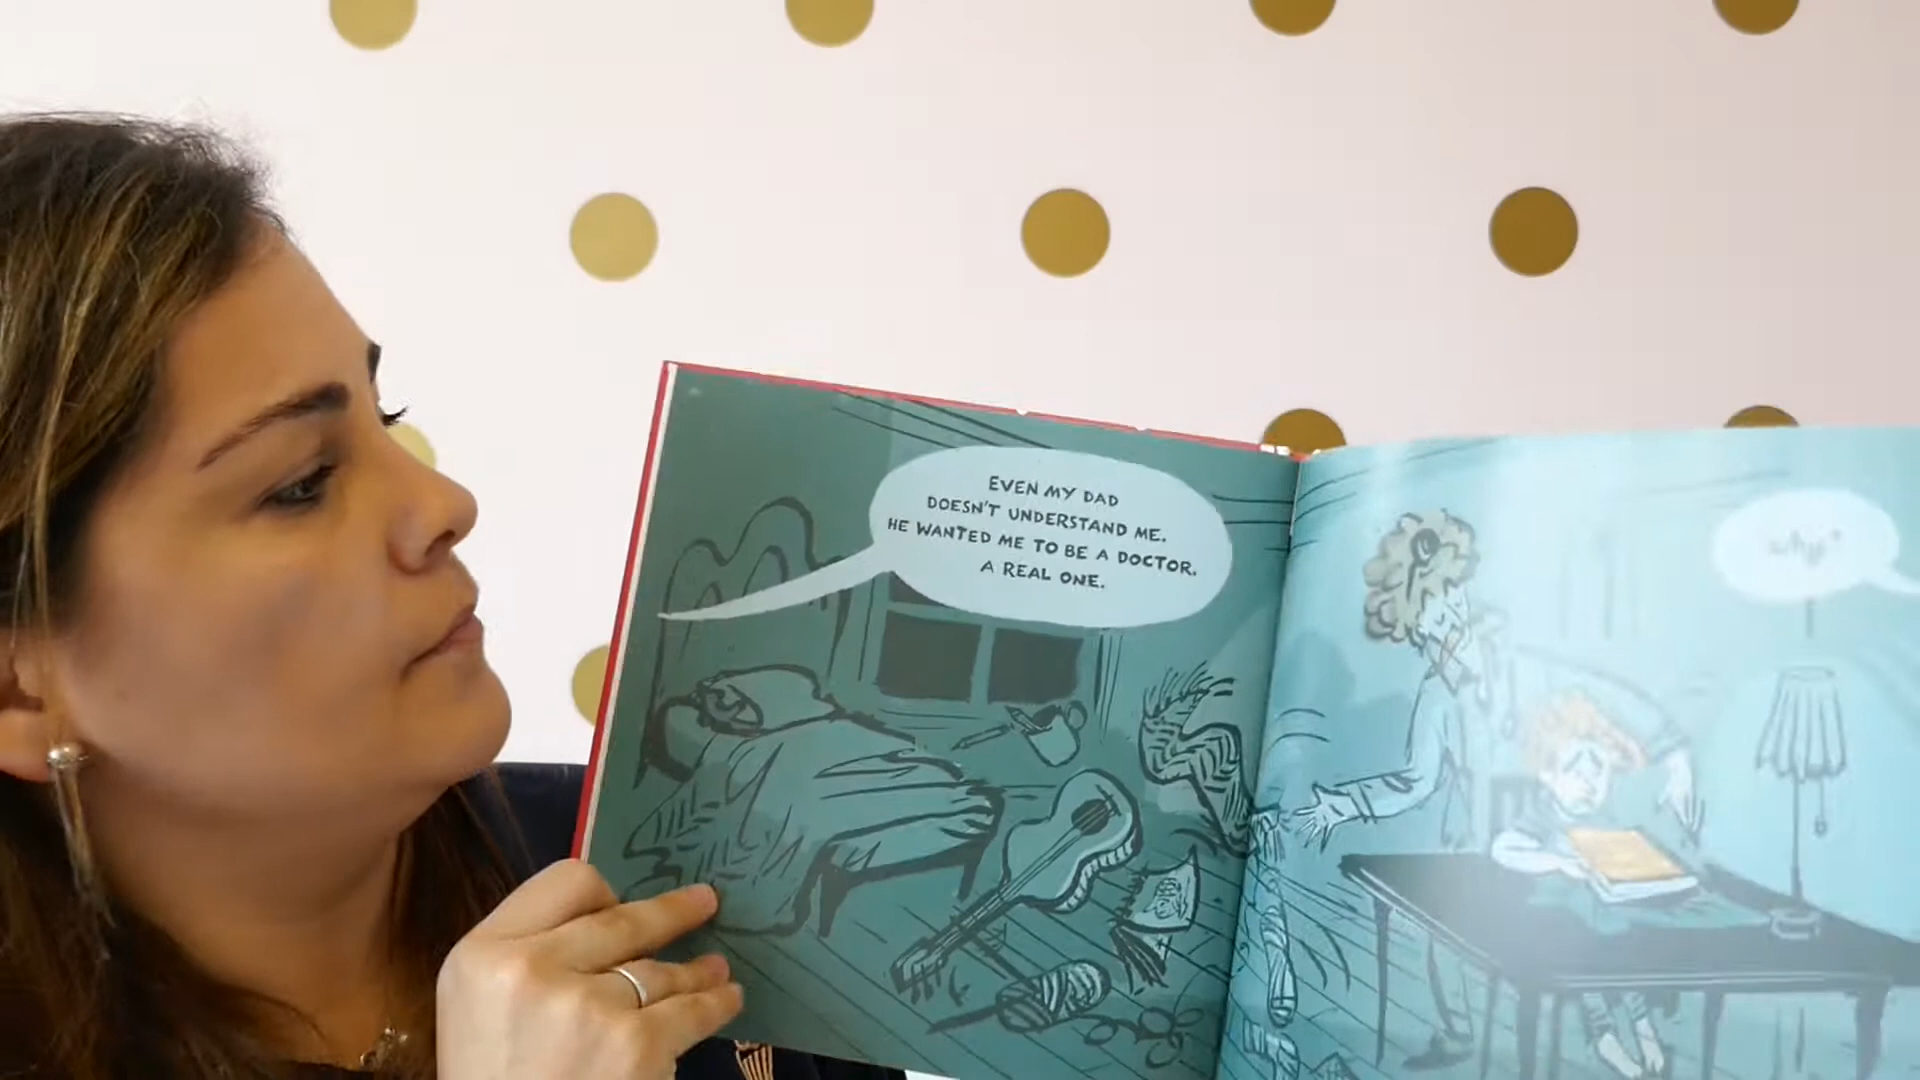 EVEN MY DAD
DOESN'T UNDERSTAND ME.
HE WANTED ME TO BE A DOCTOR.
A REAL ONE.